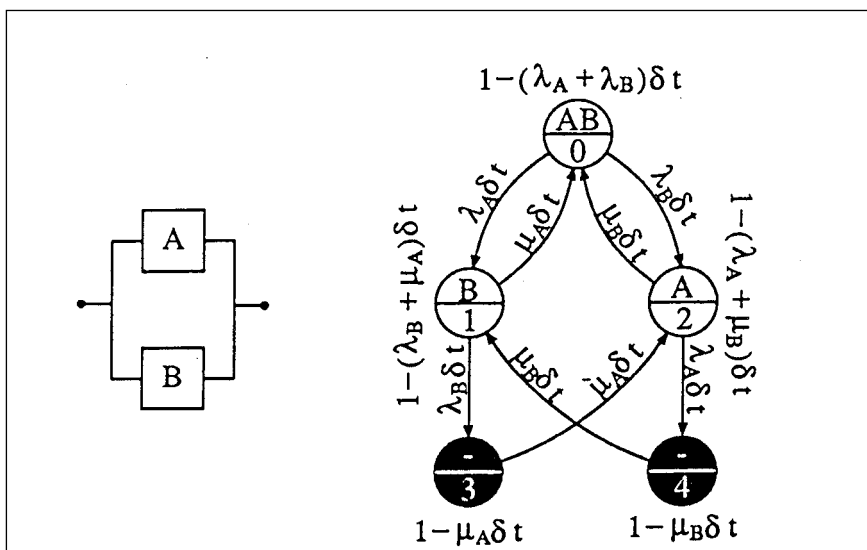 1−(λA + λB)δt
AB
0
λAδt
μAδt
μBδt
λBδt
A
B
1−(λB + μA)δt
B
1
A
2
1−(λA + μB)δt
λBδt
μBδt
μAδt
λAδt
-
3
-
4
1−μAδt
1−μBδt